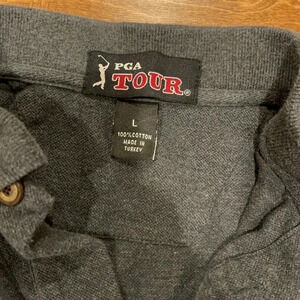 PGA
TOUR®
L
100%COTTON
MADE IN
TURKEY